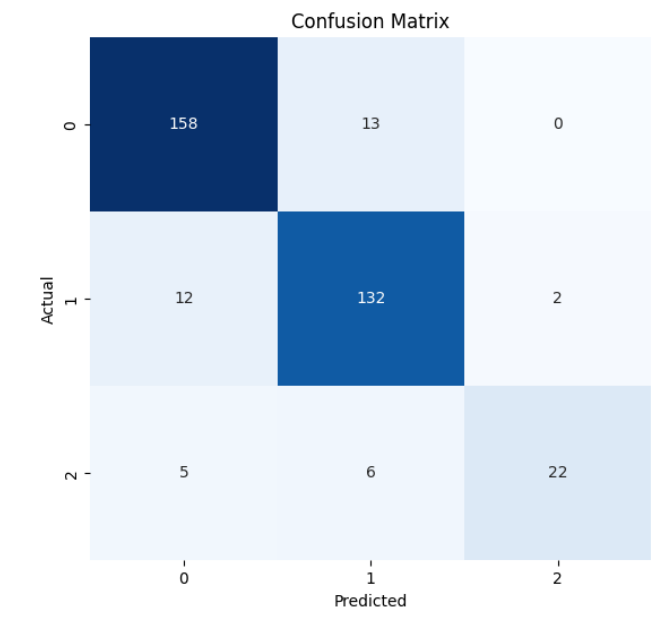 Confusion Matrix
0 158 13 0
1 12 132 2
2 5 6 22
Actual
0 1 2
Predicted